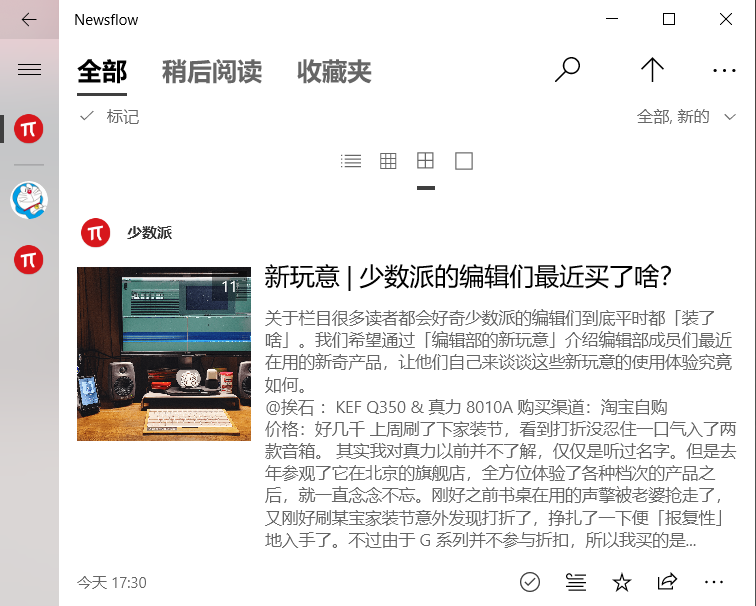 Newsflow
全部 稍后阅读 收藏夹
标记 全部, 新的
少数派
11
新玩意 | 少数派的编辑们最近买了啥？
关于栏目很多读者都会好奇少数派的编辑们到底平时都「装了
啥」。我们希望通过「编辑部的新玩意」介绍编辑部成员们最近
在用的新奇产品，让他们自己来谈谈这些新玩意的使用体验究竟
如何。
@挨石 ：KEF Q350 & 真力 8010A 购买渠道：淘宝自购
价格：好几千 上周刷了下家装节，看到打折没忍住一口气入了两
款音箱。 其实我对真力以前并不了解，仅仅是听过名字。但是去
年参观了它在北京的旗舰店，全方位体验了各种档次的产品之
后，就一直念念不忘。刚好之前书桌在用的声擎被老婆抢走了，
又刚好刷某宝家装节意外发现打折了，挣扎了一下便「报复性」
地入手了。不过由于 G 系列并不参与折扣，所以我买的是...
今天 17:30